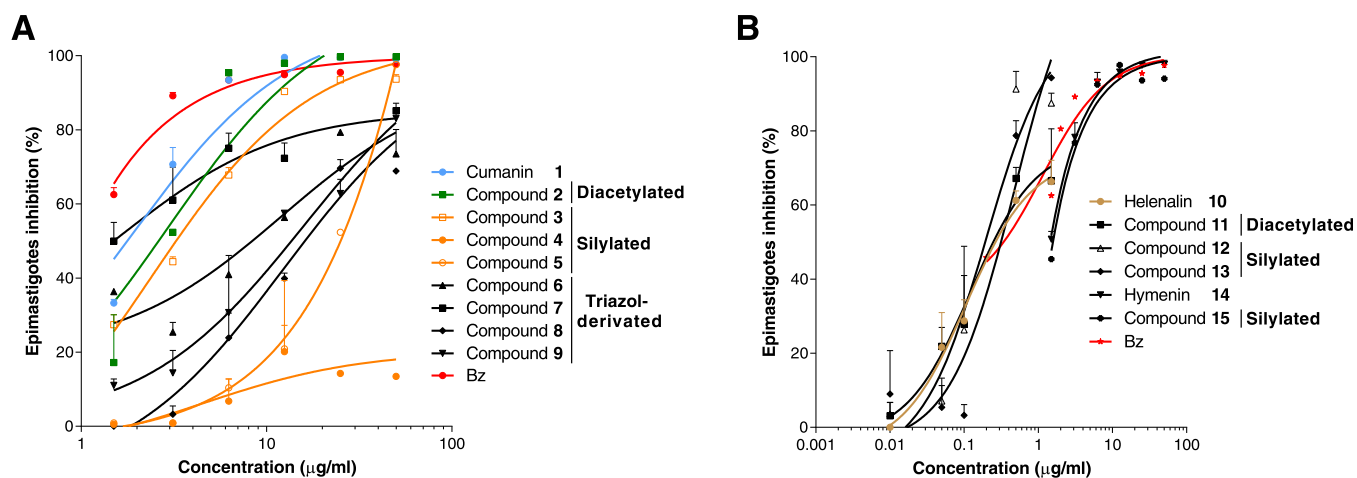 A
Epimastigotes inhibition (%)
100
80
60
40
20
0
1
10
100
Concentration (μg/ml)
Cumanin 1
Compound 2
Diacetylated
Compound 3
Compound 4
Silylated
Compound 5
Compound 6
Compound 7
Triazol-
derivated
Compound 8
Compound 9
Bz
B
Epimastigotes inhibition (%)
100
80
60
40
20
0
0.001
0.01
0.1
1
10
100
Concentration (μg/ml)
Helenalin 10
Compound 11
Diacetylated
Compound 12
Silylated
Compound 13
Hymenin 14
Compound 15
Silylated
Bz